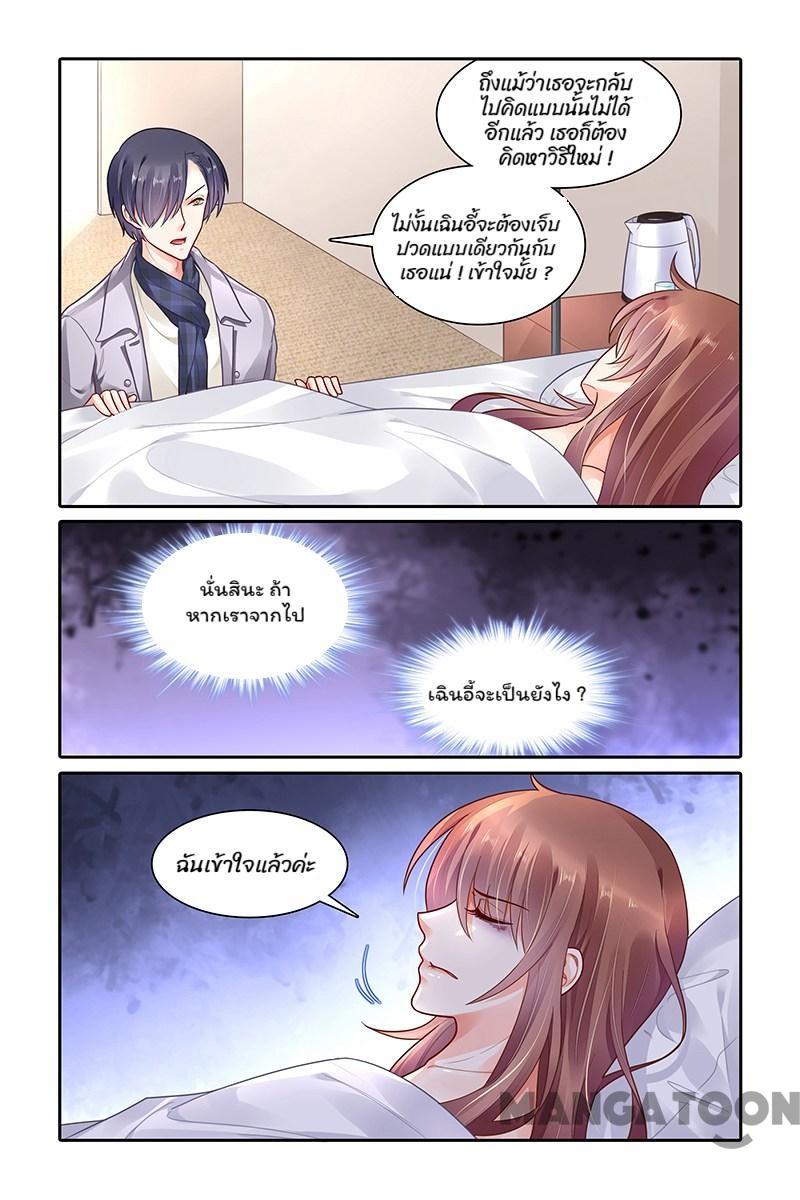 ถึงแม้ว่าเธอจะกลับ
ไปคิดแบบนั้นไม่ได้
อีกแล้ว เธอก็ต้อง
คิดหาวิธีใหม่ !
ไม่งั้นเฉินอี้จะต้องเจ็บ
ปวดแบบเดียวกันกับ
เธอแน่ ! เข้าใจมั้ย ?
นั่นสินะ ถ้า
หากเราจากไป
เฉินอี้จะเป็นยังไง ?
ฉันเข้าใจแล้วค่ะ
MANGA TOON